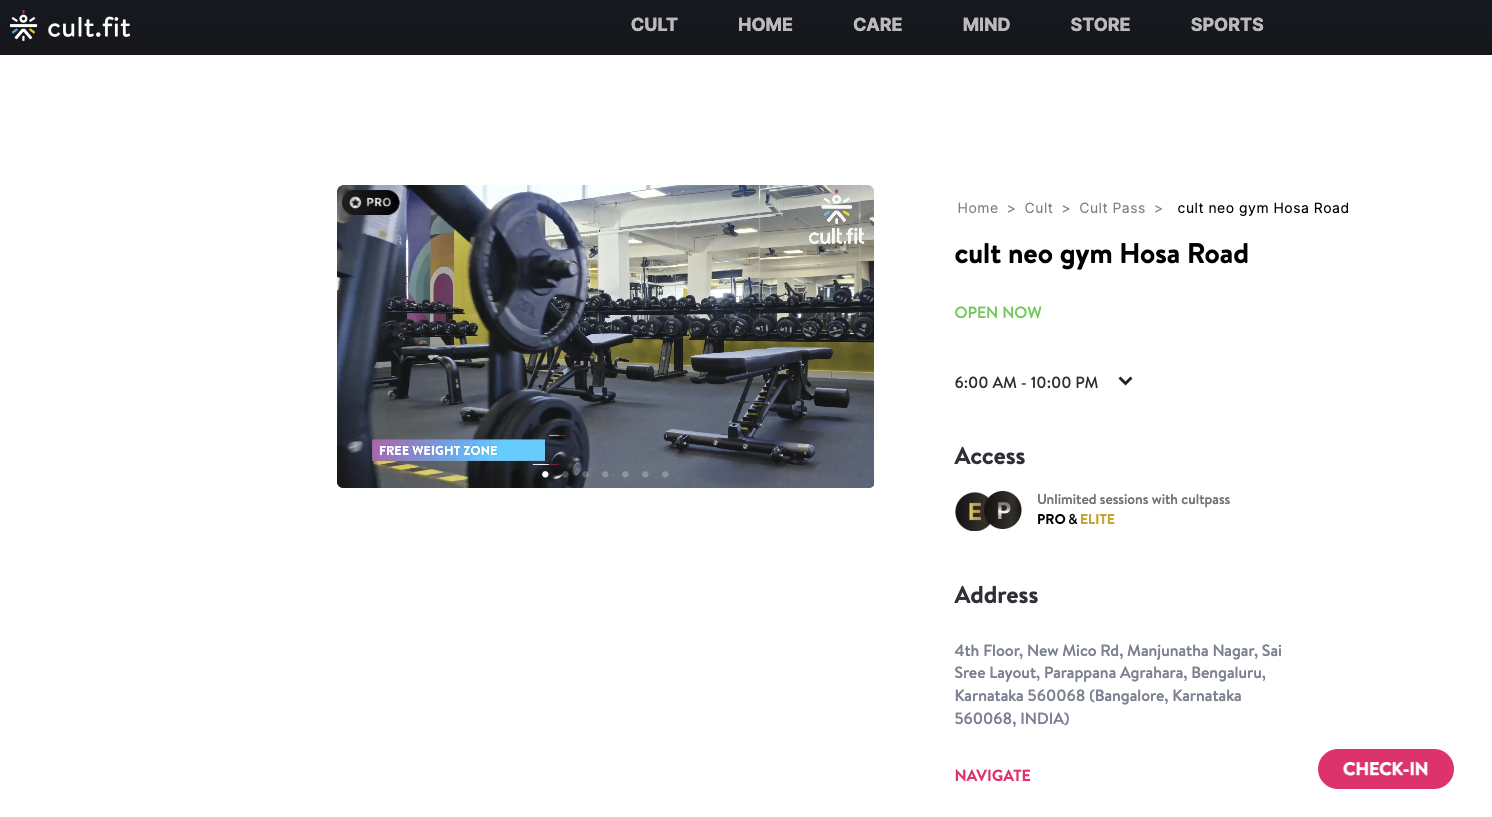 cult.fit
CULT
HOME
CARE
MIND
STORE
SPORTS
PRO
cult.fit
FREE WEIGHT ZONE
Home > Cult > Cult Pass > cult neo gym Hosa Road
cult neo gym Hosa Road
OPEN NOW
6:00 AM - 10:00 PM
Access
E P
Unlimited sessions with cultpass
PRO & ELITE
Address
4th Floor, New Mico Rd, Manjunatha Nagar, Sai
Sree Layout, Parappana Agrahara, Bengaluru,
Karnataka 560068 (Bangalore, Karnataka
560068, INDIA)
NAVIGATE
CHECK-IN